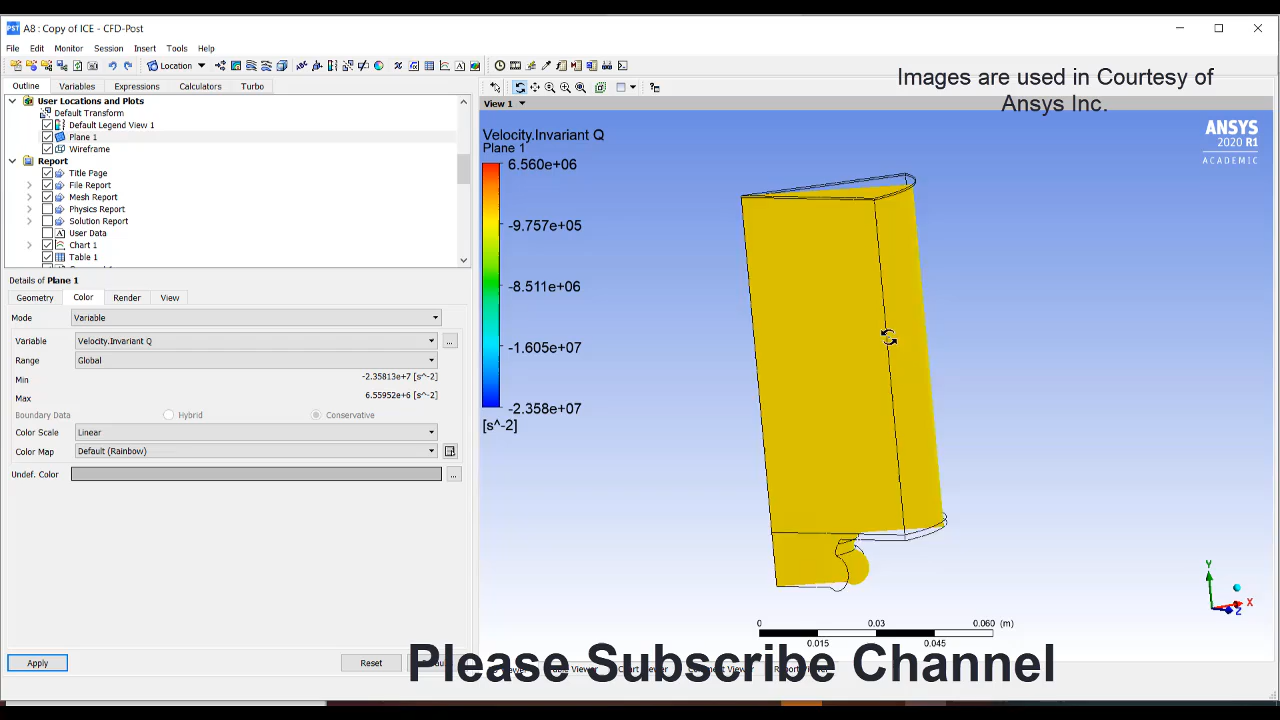 A8 : Copy of ICE - CFD-Post
File Edit Monitor Session Insert Tools Help
Location
Outline Variables Expressions Calculators Turbo
User Locations and Plots
Default Transform
Default Legend View 1
Plane 1
Wireframe
Report
Title Page
File Report
Mesh Report
Physics Report
Solution Report
User Data
Chart 1
Table 1
Details of Plane 1
Geometry Color Render View
Mode Variable
Variable Velocity.Invariant Q ...
Range Global
Min -2.35813e+7 [s^-2]
Max 6.55952e+6 [s^-2]
Boundary Data Hybrid Conservative
Color Scale Linear
Color Map Default (Rainbow)
Undef. Color ...
Apply Reset
View 1
Images are used in Courtesy of
Ansys Inc.
ANSYS
2020 R1
ACADEMIC
Velocity.Invariant Q
Plane 1
6.560e+06
-9.757e+05
-8.511e+06
-1.605e+07
-2.358e+07
[s^-2]
Y
X
Z
0 0.03 0.060 (m)
0.015 0.045
Please Subscribe Channel